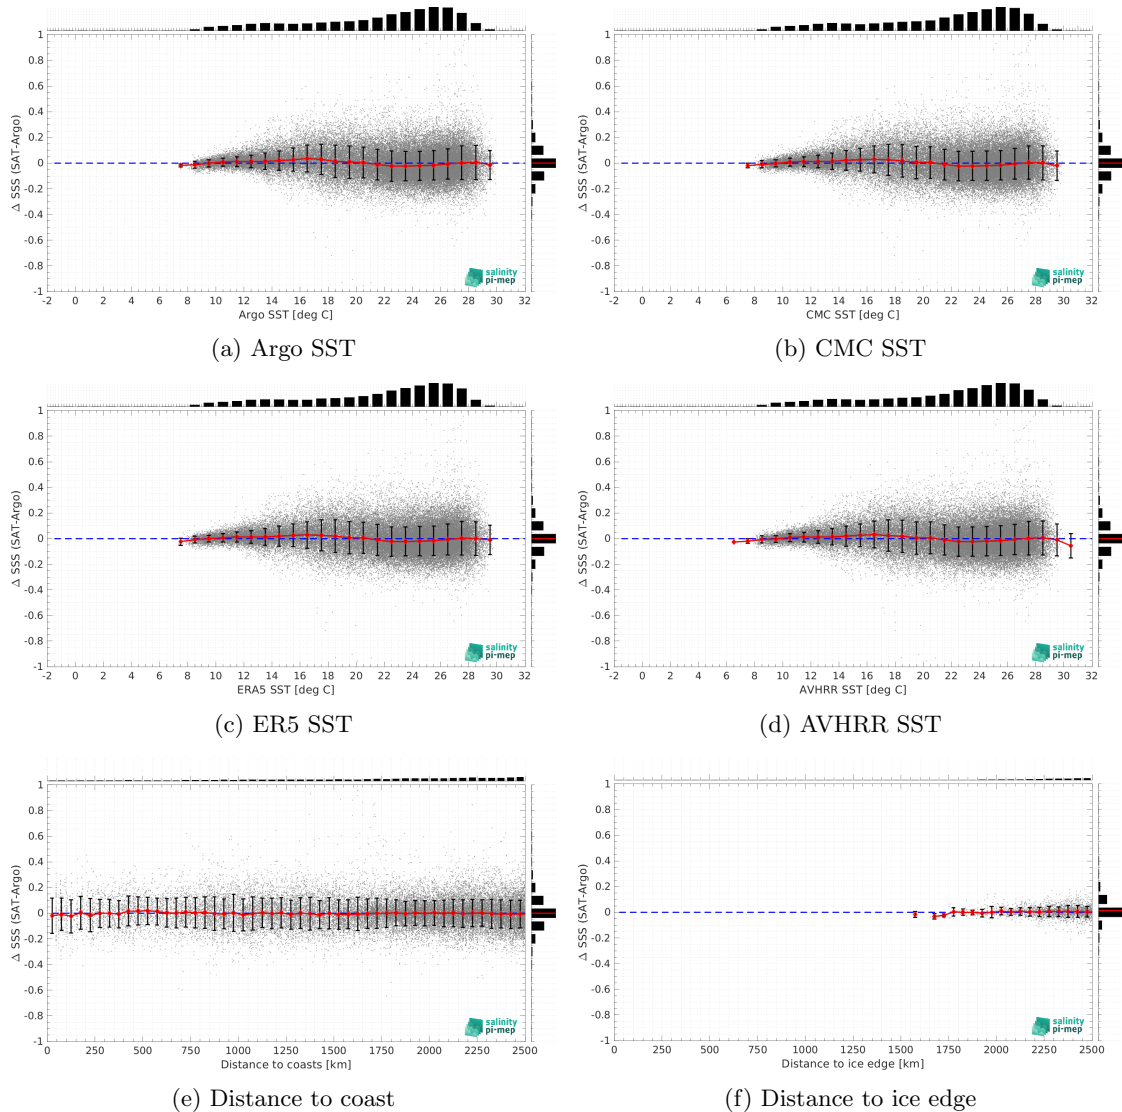 1
0.8
0.6
0.4
0.2
0
-0.2
-0.4
-0.6
-0.8
-1
Δ SSS (SAT-Argo)
salinity
pi-mep
-2 0 2 4 6 8 10 12 14 16 18 20 22 24 26 28 30 32
Argo SST [deg C]
(a) Argo SST
1
0.8
0.6
0.4
0.2
0
-0.2
-0.4
-0.6
-0.8
-1
Δ SSS (SAT-Argo)
salinity
pi-mep
-2 0 2 4 6 8 10 12 14 16 18 20 22 24 26 28 30 32
CMC SST [deg C]
(b) CMC SST
1
0.8
0.6
0.4
0.2
0
-0.2
-0.4
-0.6
-0.8
-1
Δ SSS (SAT-Argo)
salinity
pi-mep
-2 0 2 4 6 8 10 12 14 16 18 20 22 24 26 28 30 32
ERA5 SST [deg C]
(c) ER5 SST
1
0.8
0.6
0.4
0.2
0
-0.2
-0.4
-0.6
-0.8
-1
Δ SSS (SAT-Argo)
salinity
pi-mep
-2 0 2 4 6 8 10 12 14 16 18 20 22 24 26 28 30 32
AVHRR SST [deg C]
(d) AVHRR SST
1
0.8
0.6
0.4
0.2
0
-0.2
-0.4
-0.6
-0.8
-1
Δ SSS (SAT-Argo)
salinity
pi-mep
0 250 500 750 1000 1250 1500 1750 2000 2250 2500
Distance to coasts [km]
(e) Distance to coast
1
0.8
0.6
0.4
0.2
0
-0.2
-0.4
-0.6
-0.8
-1
Δ SSS (SAT-Argo)
salinity
pi-mep
0 250 500 750 1000 1250 1500 1750 2000 2250 2500
Distance to ice edge [km]
(f) Distance to ice edge